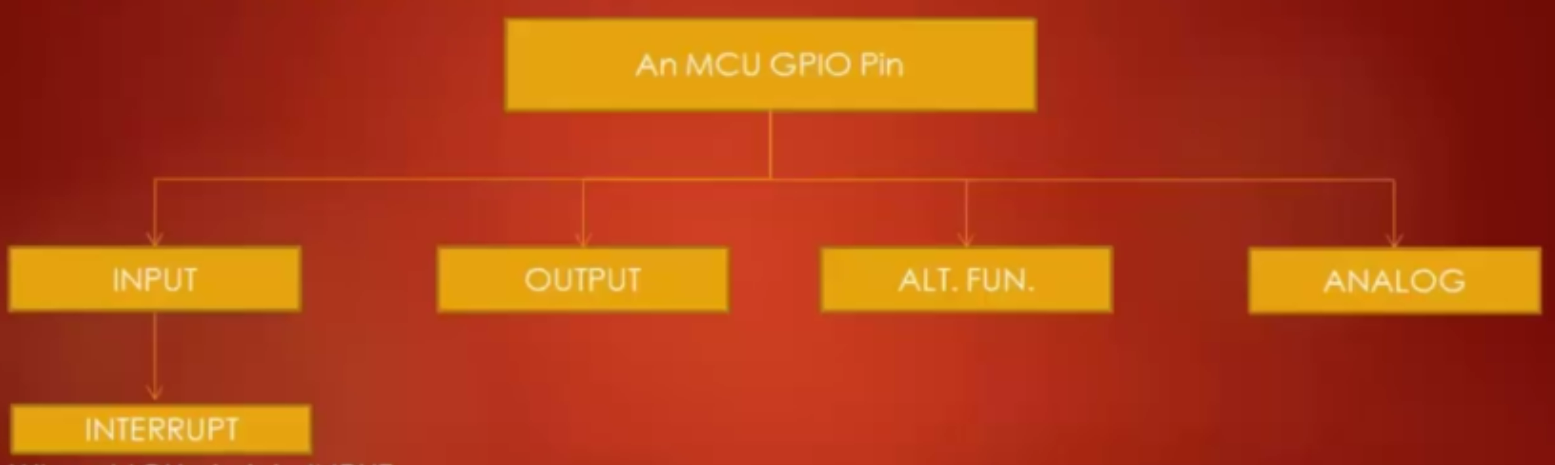 An MCU GPIO Pin
INPUT
OUTPUT
ALT. FUN.
ANALOG
INTERRUPT